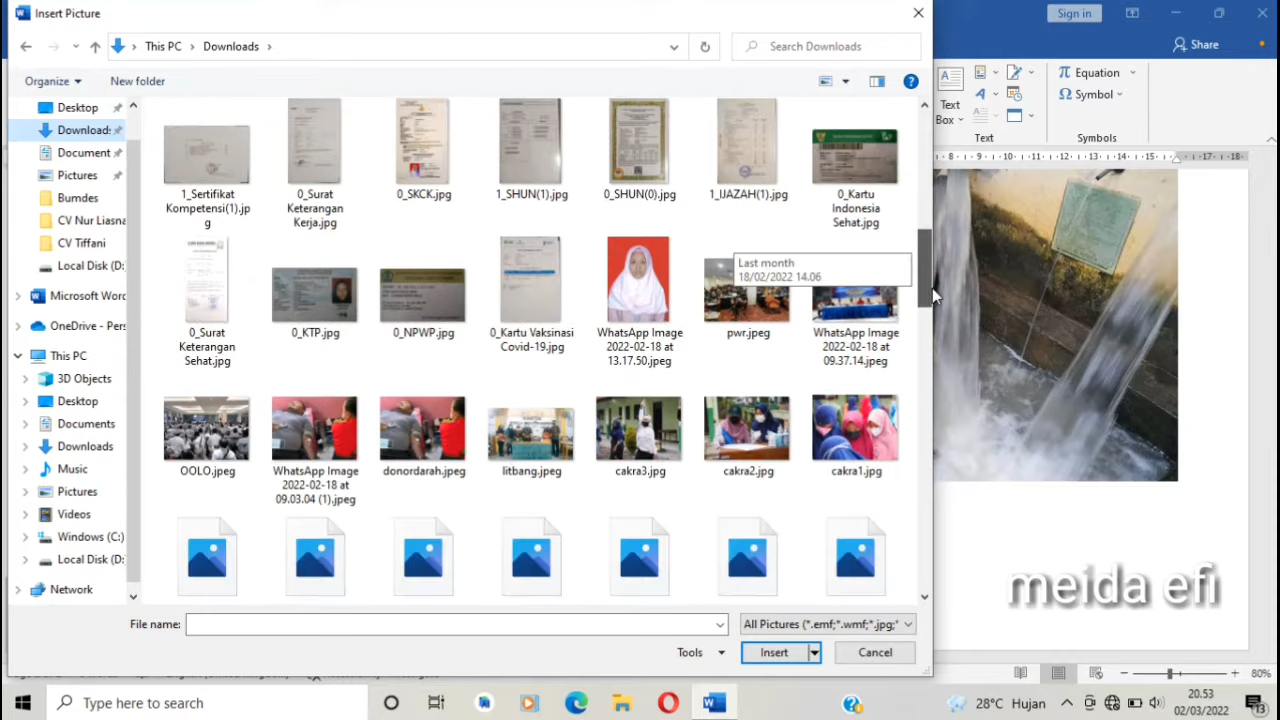 Insert Picture
Sign in
This PC
Downloads
Search Downloads
Share
Organize
New folder
Equation
Symbol
Text
Box
Text
Symbols
Desktop
Downloads
Document
Pictures
Bumdes
CV Nur Liasna
CV Tiffani
Local Disk (D:
Microsoft Word
OneDrive - Pers
This PC
3D Objects
Desktop
Documents
Downloads
Music
Pictures
Videos
Windows (C:)
Local Disk (D:
Network
1_Sertifikat
Kompetensi(1).jp
g
0_Surat
Keterangan
Kerja.jpg
0_SKCK.jpg
1_SHUN(1).jpg
0_SHUN(0).jpg
1_IJAZAH(1).jpg
0_Kartu
Indonesia
Sehat.jpg
Last month
18/02/2022 14.06
0_Surat
Keterangan
Sehat.jpg
0_KTP.jpg
0_NPWP.jpg
0_Kartu Vaksinasi
Covid-19.jpg
WhatsApp Image
2022-02-18 at
13.17.50.jpeg
pwr.jpeg
WhatsApp Image
2022-02-18 at
09.37.14.jpeg
OOLO.jpeg
WhatsApp Image
2022-02-18 at
09.03.04 (1).jpeg
donordarah.jpeg
litbang.jpeg
cakra3.jpg
cakra2.jpg
cakra1.jpg
File name:
All Pictures (*.emf;*.wmf;*.jpg;*
Tools
Insert
Cancel
meida efi
80%
Type here to search
28°C Hujan
20.53
02/03/2022
13